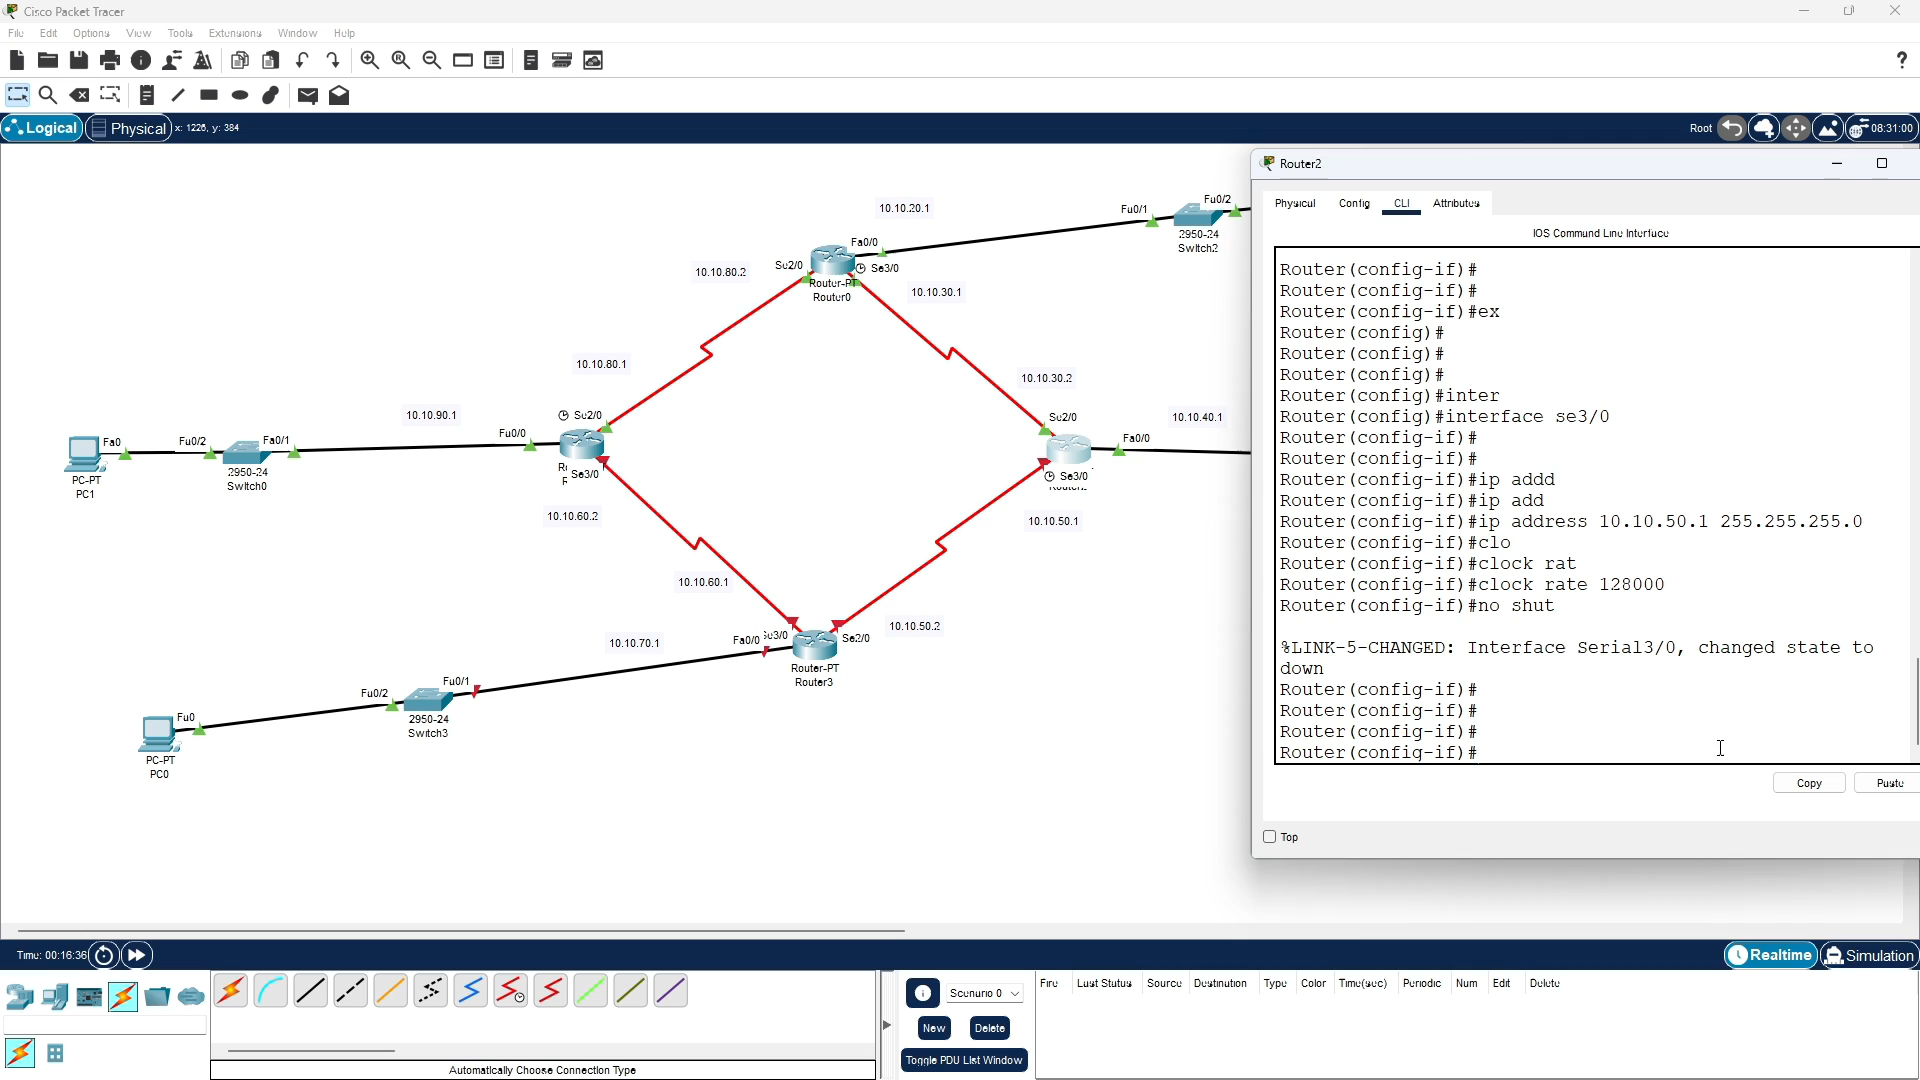 Cisco Packet Tracer
File Edit Options View Tools Extensions Window Help
Logical Physical x: 1226, y: 384
Root 08:31:00
10.10.20.1
Fa0/0
Se2/0
Se3/0
10.10.80.2
10.10.30.1
Router-PT
Router0
Fu0/1
Fu0/2
2950-24
Switch2
10.10.80.1
10.10.30.2
10.10.90.1
Se2/0
Fu0/0
Se3/0
10.10.60.2
Se2/0
10.10.40.1
Fa0/0
Se3/0
10.10.50.1
Fa0
Fu0/2
Fa0/1
PC-PT
PC1
2950-24
Switch0
10.10.60.1
10.10.50.2
10.10.70.1
Fa0/0
Se2/0
Router-PT
Router3
Fu0/1
Fu0/2
2950-24
Switch3
Fu0
PC-PT
PC0
Router2
Physical Config CLI Attributes
IOS Command Line Interface
Router(config-if)#
Router(config-if)#
Router(config-if)#ex
Router(config)#
Router(config)#
Router(config)#
Router(config)#inter
Router(config)#interface se3/0
Router(config-if)#
Router(config-if)#
Router(config-if)#ip addd
Router(config-if)#ip add
Router(config-if)#ip address 10.10.50.1 255.255.255.0
Router(config-if)#clo
Router(config-if)#clock rat
Router(config-if)#clock rate 128000
Router(config-if)#no shut
%LINK-5-CHANGED: Interface Serial3/0, changed state to
down
Router(config-if)#
Router(config-if)#
Router(config-if)#
Router(config-if)#
Copy Paste
Top
Time: 00:16:36
Realtime Simulation
Scenario 0
New Delete
Toggle PDU List Window
Fire Last Status Source Destination Type Color Time(sec) Periodic Num Edit Delete
Automatically Choose Connection Type